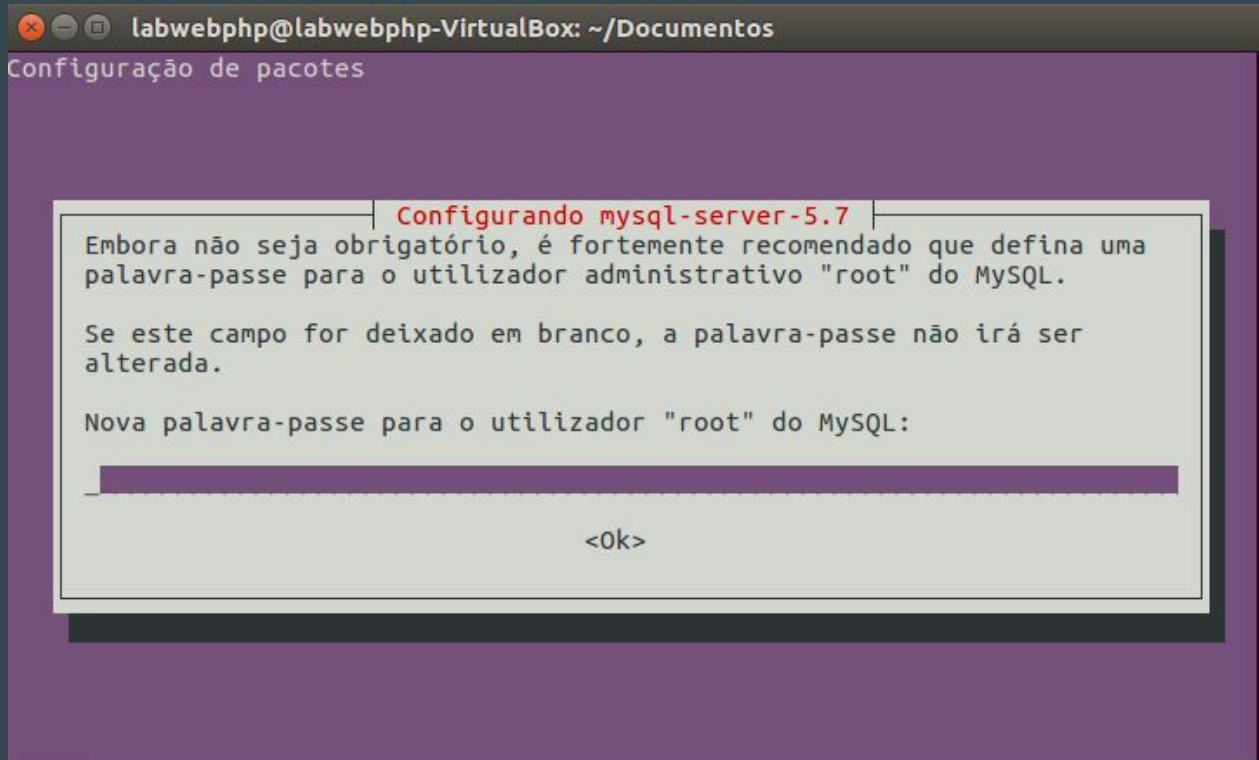 labwebphp@labwebphp-VirtualBox: ~/Documentos
Configuração de pacotes
Configurando mysql-server-5.7
Embora não seja obrigatório, é fortemente recomendado que defina uma
palavra-passe para o utilizador administrativo "root" do MySQL.
Se este campo for deixado em branco, a palavra-passe não irá ser
alterada.
Nova palavra-passe para o utilizador "root" do MySQL:
<Ok>